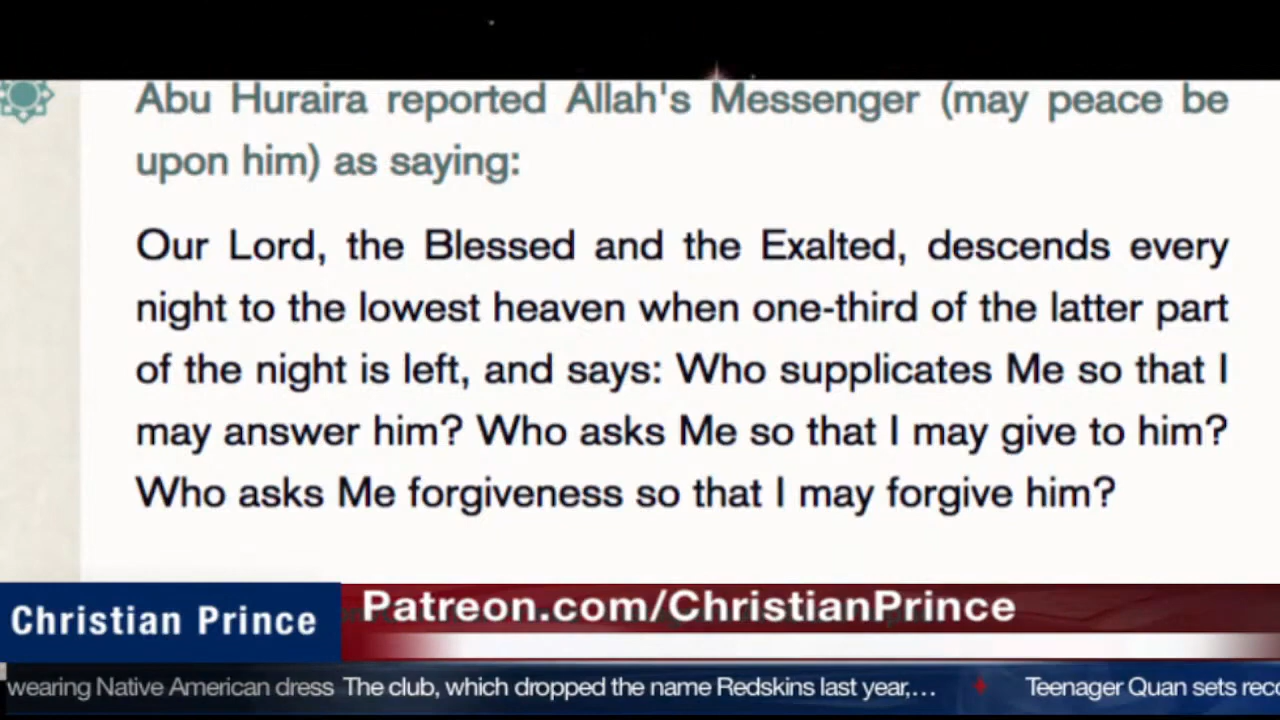 Abu Huraira reported Allah's Messenger (may peace be
upon him) as saying:
Our Lord, the Blessed and the Exalted, descends every
night to the lowest heaven when one-third of the latter part
of the night is left, and says: Who supplicates Me so that I
may answer him? Who asks Me so that I may give to him?
Who asks Me forgiveness so that I may forgive him?
Christian Prince
Patreon.com/ChristianPrince
wearing Native American dress The club, which dropped the name Redskins last year,... Teenager Quan sets reco